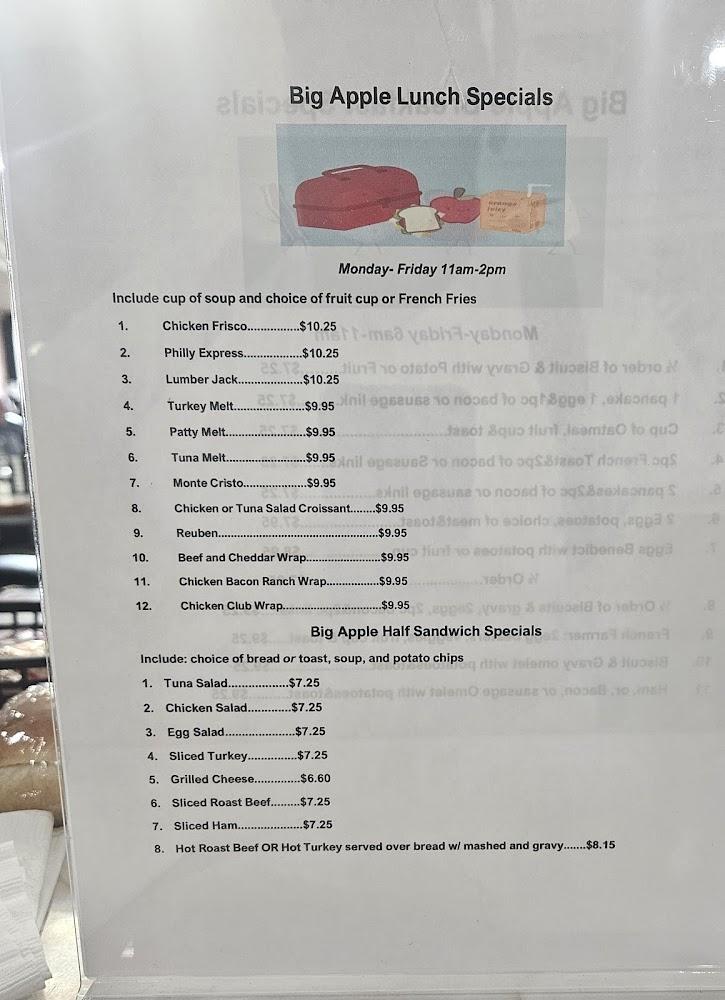 Big Apple Lunch Specials
orange
juicy
Monday- Friday 11am-2pm
Include cup of soup and choice of fruit cup or French Fries
1. Chicken Frisco................$10.25
2. Philly Express..................$10.25
3. Lumber Jack....................$10.25
4. Turkey Melt......................$9.95
5. Patty Melt.........................$9.95
6. Tuna Melt.........................$9.95
7. Monte Cristo....................$9.95
8. Chicken or Tuna Salad Croissant........$9.95
9. Reuben..................................................$9.95
10. Beef and Cheddar Wrap.......................$9.95
11. Chicken Bacon Ranch Wrap................$9.95
12. Chicken Club Wrap...............................$9.95
Big Apple Half Sandwich Specials
Include: choice of bread or toast, soup, and potato chips
1. Tuna Salad...................$7.25
2. Chicken Salad.............$7.25
3. Egg Salad......................$7.25
4. Sliced Turkey...............$7.25
5. Grilled Cheese..............$6.60
6. Sliced Roast Beef.........$7.25
7. Sliced Ham....................$7.25
8. Hot Roast Beef OR Hot Turkey served over bread w/ mashed and gravy.......$8.15